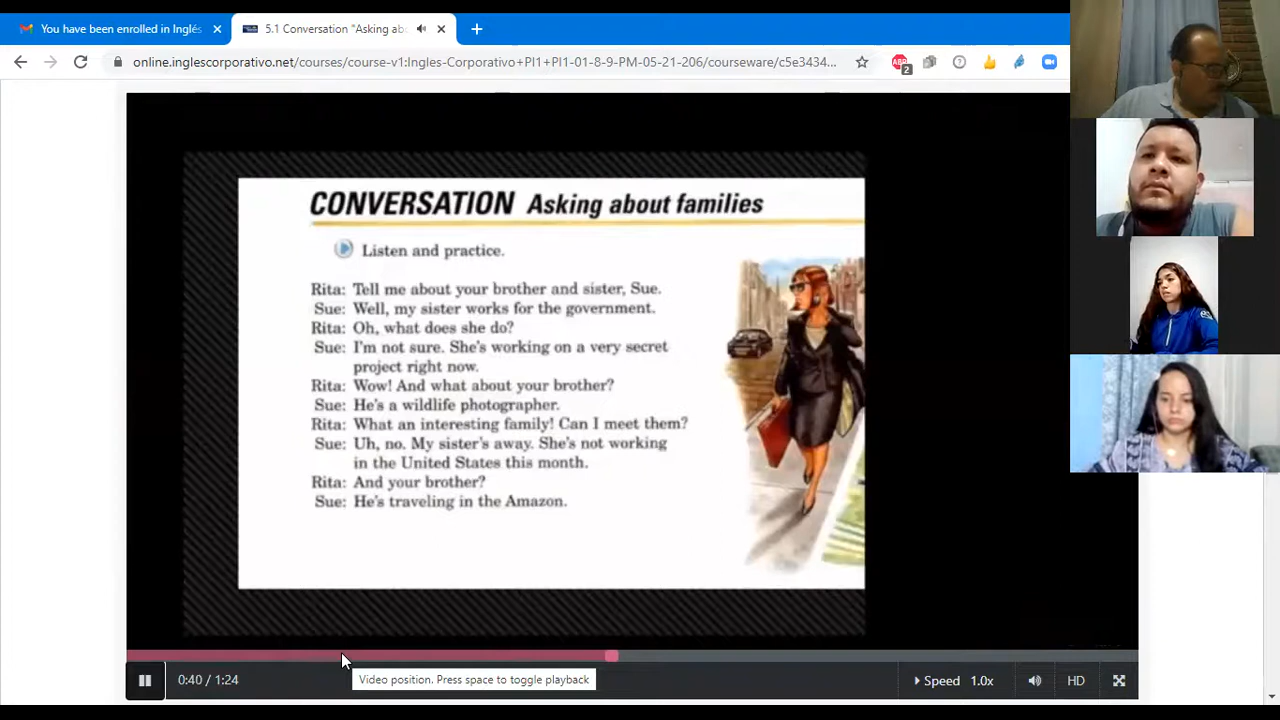 You have been enrolled in Inglés
5.1 Conversation "Asking abo
online.inglescorporativo.net/courses/course-v1:Ingles-Corporativo+PI1+PI1-01-8-9-PM-05-21-206/courseware/c5e3434...
2
CONVERSATION Asking about families
Listen and practice.
Rita: Tell me about your brother and sister, Sue.
Sue: Well, my sister works for the government.
Rita: Oh, what does she do?
Sue: I'm not sure. She's working on a very secret
project right now.
Rita: Wow! And what about your brother?
Sue: He's a wildlife photographer.
Rita: What an interesting family! Can I meet them?
Sue: Uh, no. My sister's away. She's not working
in the United States this month.
Rita: And your brother?
Sue: He's traveling in the Amazon.
0:40 / 1:24
Video position. Press space to toggle playback
Speed 1.0x
HD